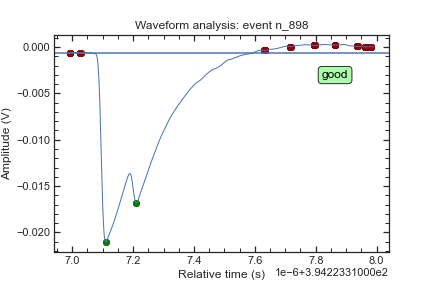 Waveform analysis: event n_898
0.000
−0.005
−0.010
−0.015
−0.020
Amplitude (V)
good
7.0
7.2
7.4
7.6
7.8
8.0
Relative time (s)
1e−6+3.9422331000e2